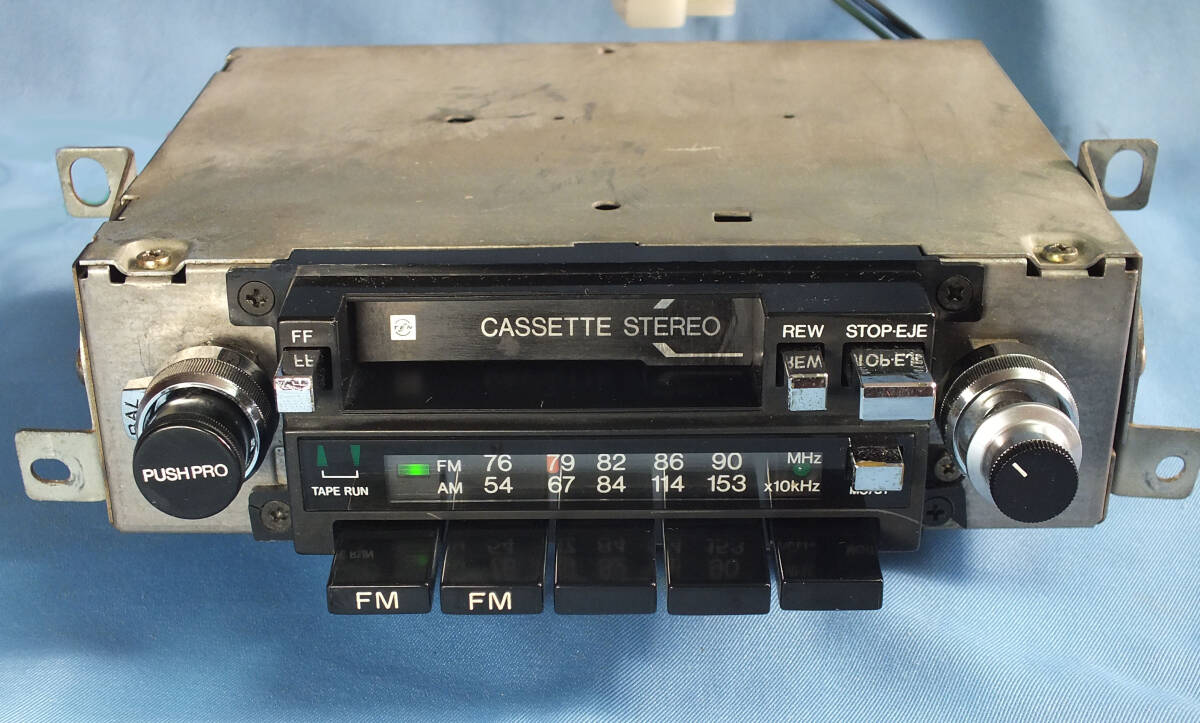 CASSETTE STEREO
FF
REW
STOP·EJE
BAL
PUSH PRO
TAPE RUN
FM 76 79 82 86 90 MHz
AM 54 67 84 114 153 x10kHz
FM
FM